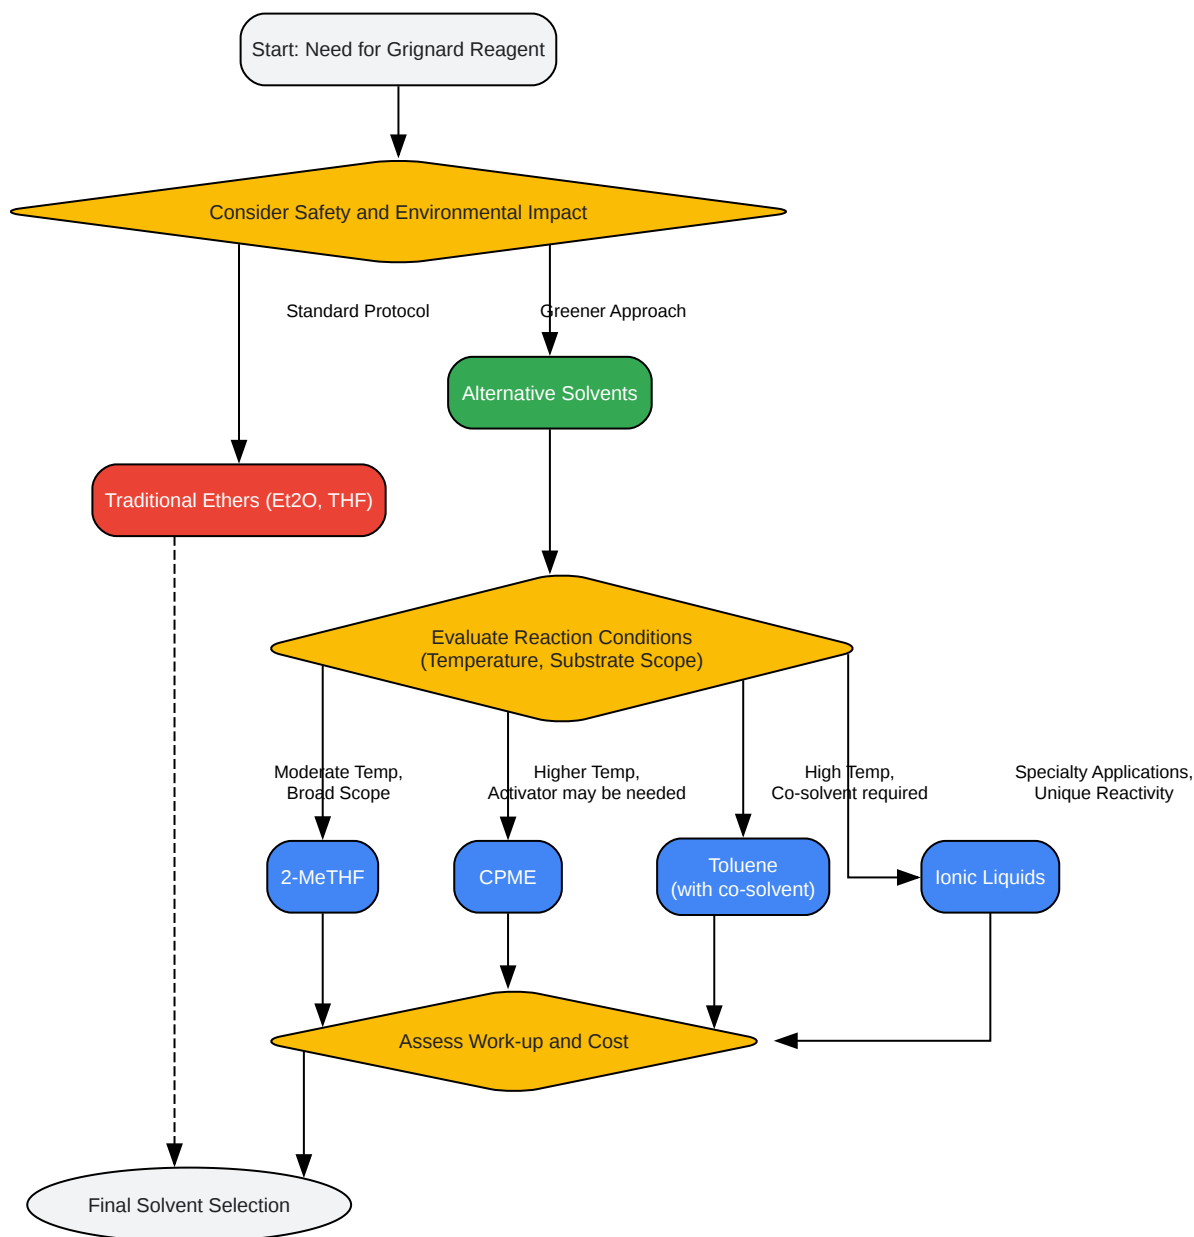 Start: Need for Grignard Reagent
Consider Safety and Environmental Impact
Standard Protocol
Greener Approach
Alternative Solvents
Traditional Ethers (Et2O, THF)
Evaluate Reaction Conditions
(Temperature, Substrate Scope)
Moderate Temp,
Broad Scope
Higher Temp,
Activator may be needed
High Temp,
Co-solvent required
Specialty Applications,
Unique Reactivity
2-MeTHF
CPME
Toluene
(with co-solvent)
Ionic Liquids
Assess Work-up and Cost
Final Solvent Selection